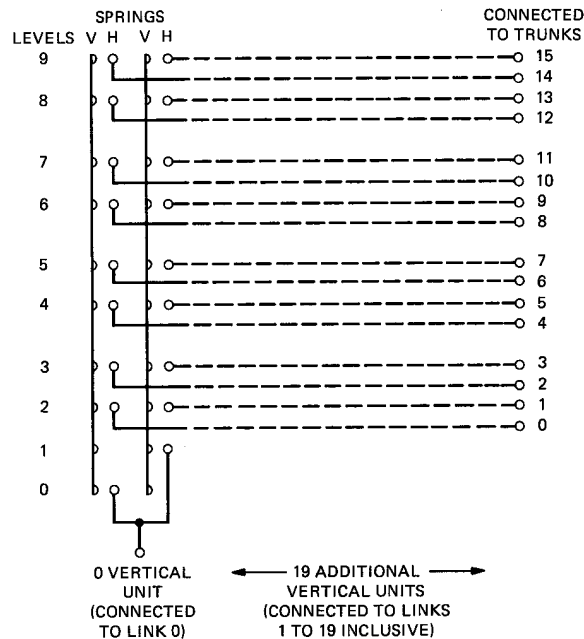 SPRINGS
CONNECTED
TO TRUNKS
LEVELS V H V H
9 15
14
8 13
12
7 11
10
6 9
8
5 7
6
4 5
4
3 3
2
2 1
0
1
0
0 VERTICAL
UNIT
(CONNECTED
TO LINK 0)
19 ADDITIONAL
VERTICAL UNITS
(CONNECTED TO LINKS
1 TO 19 INCLUSIVE)